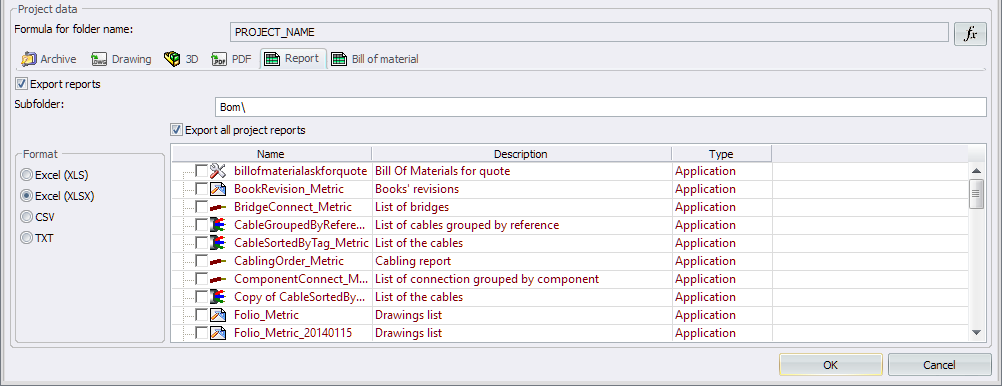 Project data
Formula for folder name:
PROJECT_NAME
fx
Archive DWG Drawing 3D PDF PDF Report Bill of material
Export reports
Subfolder:
Bom\
Export all project reports
Format
Excel (XLS)
Excel (XLSX)
CSV
TXT
Name Description Type
billofmaterialaskforquote Bill Of Materials for quote Application
BookRevision_Metric Books' revisions Application
BridgeConnect_Metric List of bridges Application
CableGroupedByRefere... List of cables grouped by reference Application
CableSortedByTag_Metric List of the cables Application
CablingOrder_Metric Cabling report Application
ComponentConnect_M... List of connection grouped by component Application
Copy of CableSortedBy... List of the cables Application
Folio_Metric Drawings list Application
Folio_Metric_20140115 Drawings list Application
OK Cancel